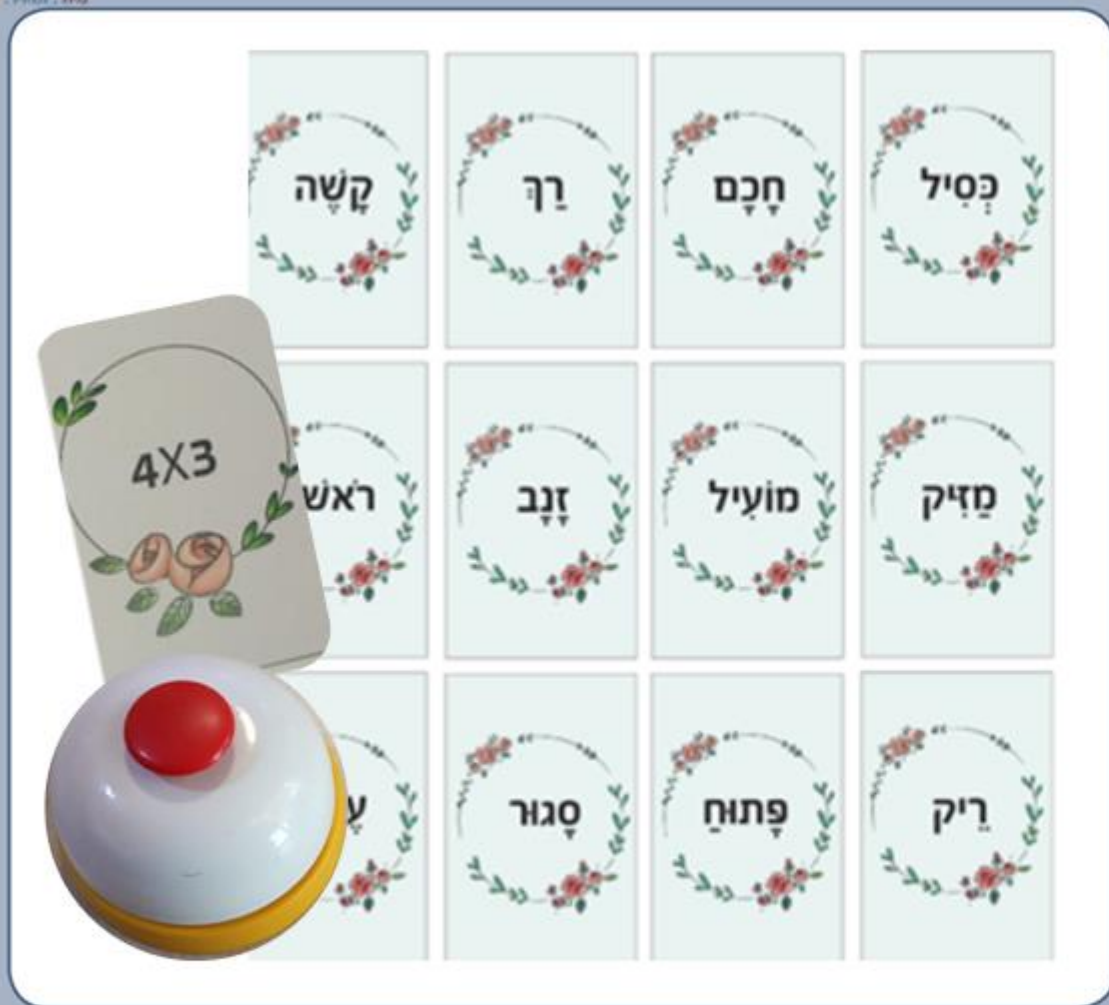 כְּסִיל חָכָם רַךְ קָשֶׁה
מַזִּיק מוֹעִיל זָנָב רֹאשׁ
רֵיק פָּתוּחַ סָגוּר
4X3